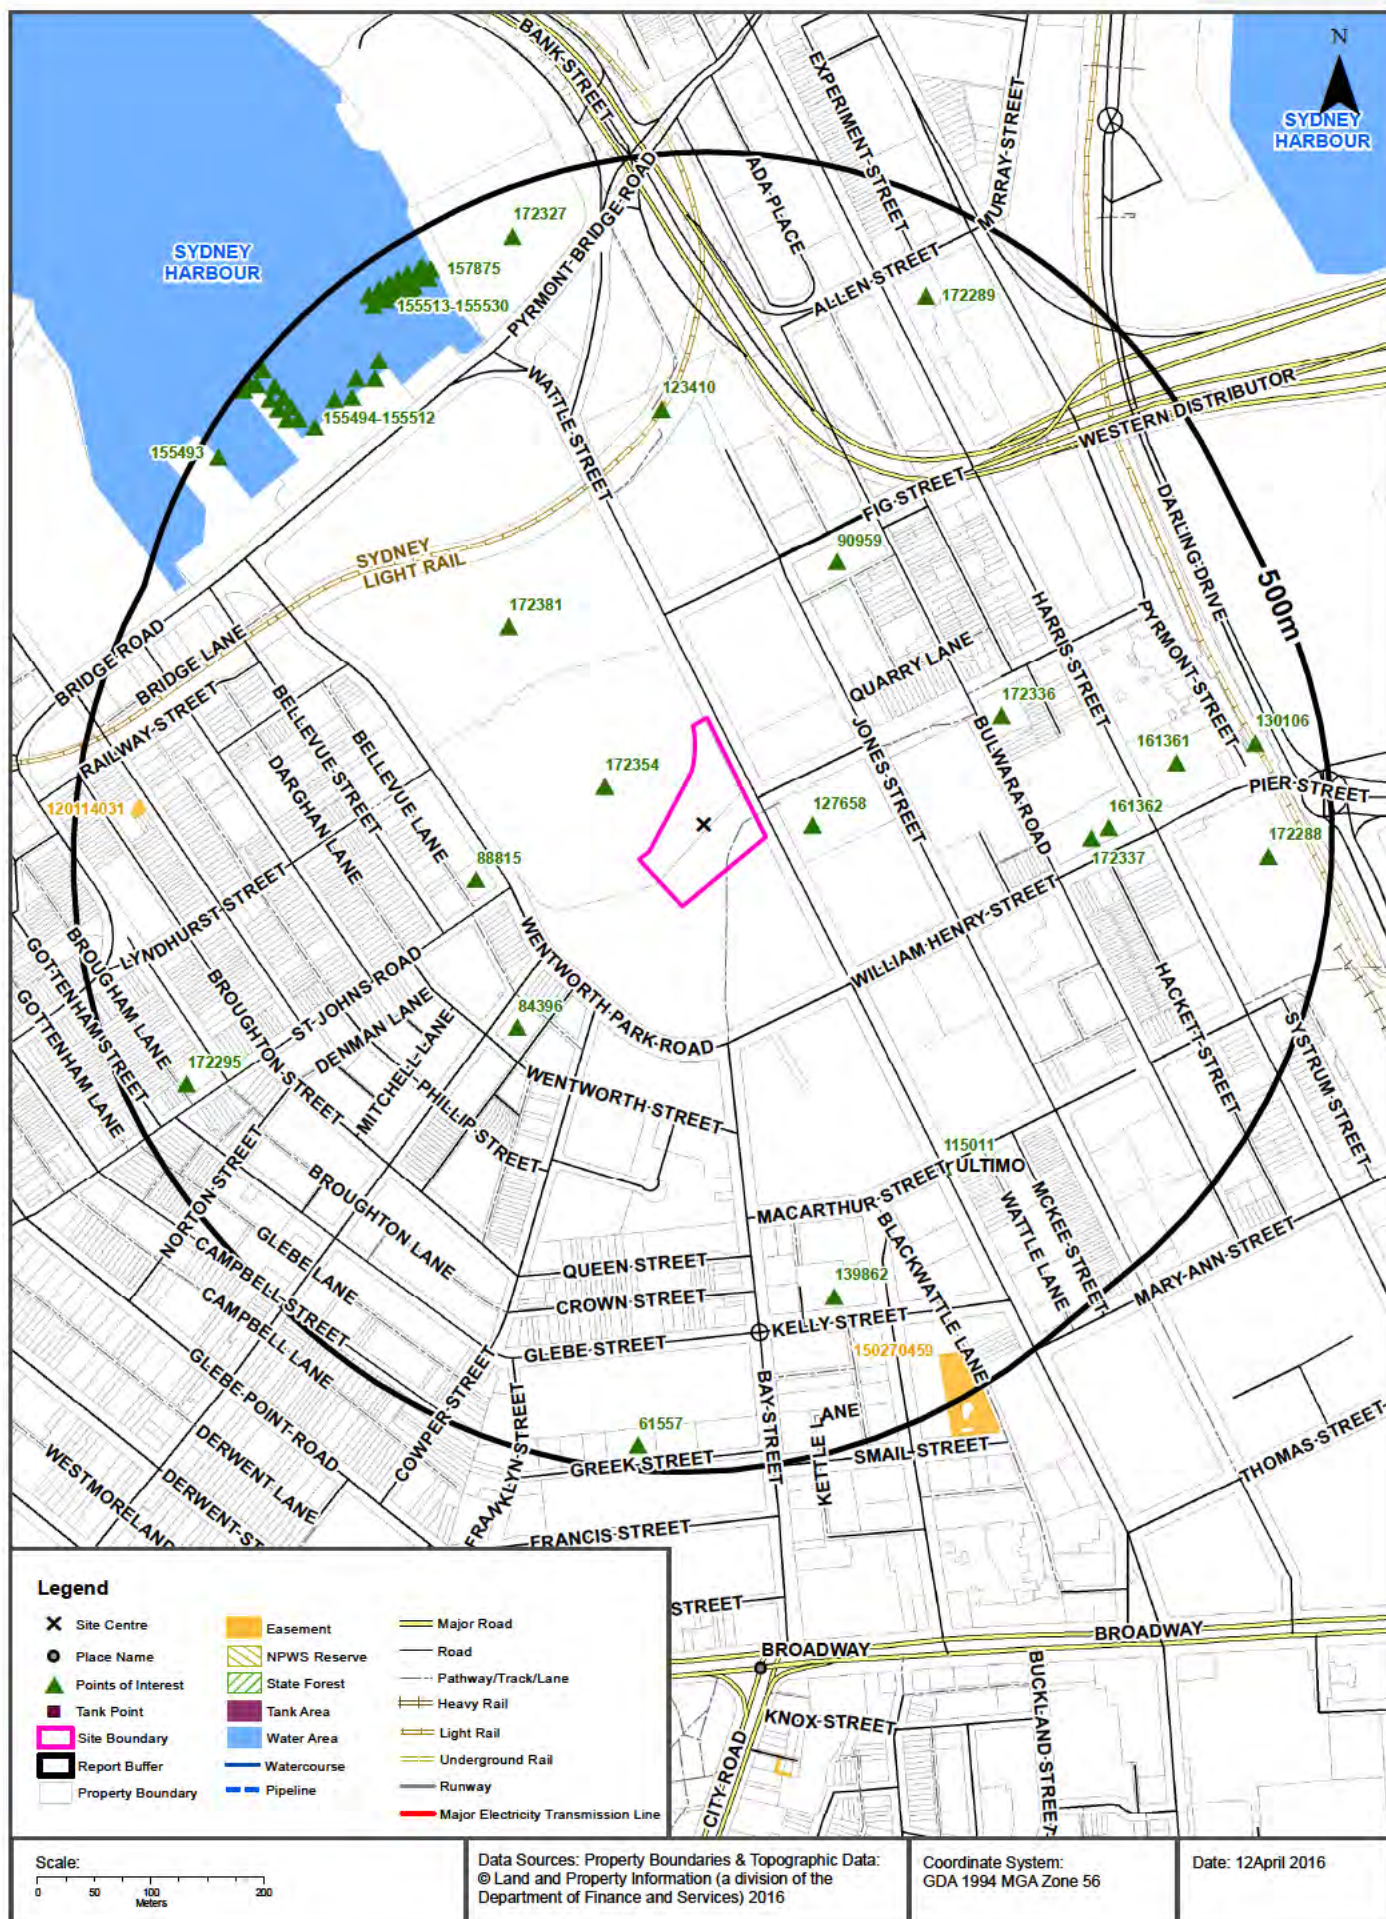 N
BANK STREET
EXPERIMENT STREET
MURRAY STREET
SYDNEY
HARBOUR
PYRMONT BRIDGE ROAD
ADA PLACE
172327
SYDNEY
HARBOUR
157875
155513-155530
ALLEN STREET
172289
WATTLE STREET
123410
155494-155512
155493
WESTERN DISTRIBUTOR
FIG STREET
DARLING DRIVE
SYDNEY
LIGHT RAIL
90959
500m
172381
HARRIS STREET
PYRMONT STREET
BRIDGE ROAD
BRIDGE LANE
RAILWAY STREET
QUARRY LANE
BELLEVUE STREET
BELLEVUE LANE
172336
JONES STREET
BULWARA ROAD
130106
161361
DARGHAN LANE
172354
PIER STREET
120114031
127658
161362
172288
172337
88815
LYNDHURST STREET
WILLIAM HENRY STREET
WENTWORTH PARK ROAD
GOTTENHAM STREET
BROUGHAM LANE
GOTTENHAM LANE
BROUGHTON STREET
ST JOHNS ROAD
DENMAN LANE
MITCHELL LANE
84396
HACKETT STREET
SYSTRUM STREET
172295
PHILLIP STREET
WENTWORTH STREET
115011
ULTIMO
NORTON STREET
BROUGHTON LANE
MACARTHUR STREET
WATTLE LANE
MCKEE STREET
MARY ANN STREET
GLEBE LANE
CAMPBELL STREET
QUEEN STREET
BLACKWATTLE LANE
139862
CAMPBELL LANE
CROWN STREET
KELLY STREET
GLEBE STREET
150270459
GLEBE POINT ROAD
COWPER STREET
FRANKLYN STREET
BAY STREET
KETTLE LANE
61557
GREEK STREET
SMAIL STREET
THOMAS STREET
DERWENT LANE
DERWENT ST
WESTMORELAND
FRANCIS STREET
STREET
BROADWAY
BROADWAY
KNOX STREET
CITY ROAD
BUCKLAND STREET
Legend
Site Centre
Place Name
Points of Interest
Tank Point
Site Boundary
Report Buffer
Property Boundary
Easement
NPWS Reserve
State Forest
Tank Area
Water Area
Watercourse
Pipeline
Major Road
Road
Pathway/Track/Lane
Heavy Rail
Light Rail
Underground Rail
Runway
Major Electricity Transmission Line
Scale:
0 50 100 200
Meters
Data Sources: Property Boundaries & Topographic Data:
© Land and Property Information (a division of the
Department of Finance and Services) 2016
Coordinate System:
GDA 1994 MGA Zone 56
Date: 12April 2016